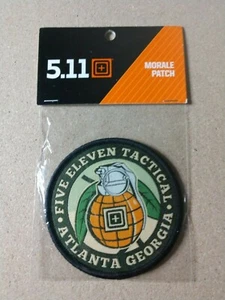 5.11
MORALE
PATCH
• FIVE ELEVEN TACTICAL •
ATLANTA GEORGIA